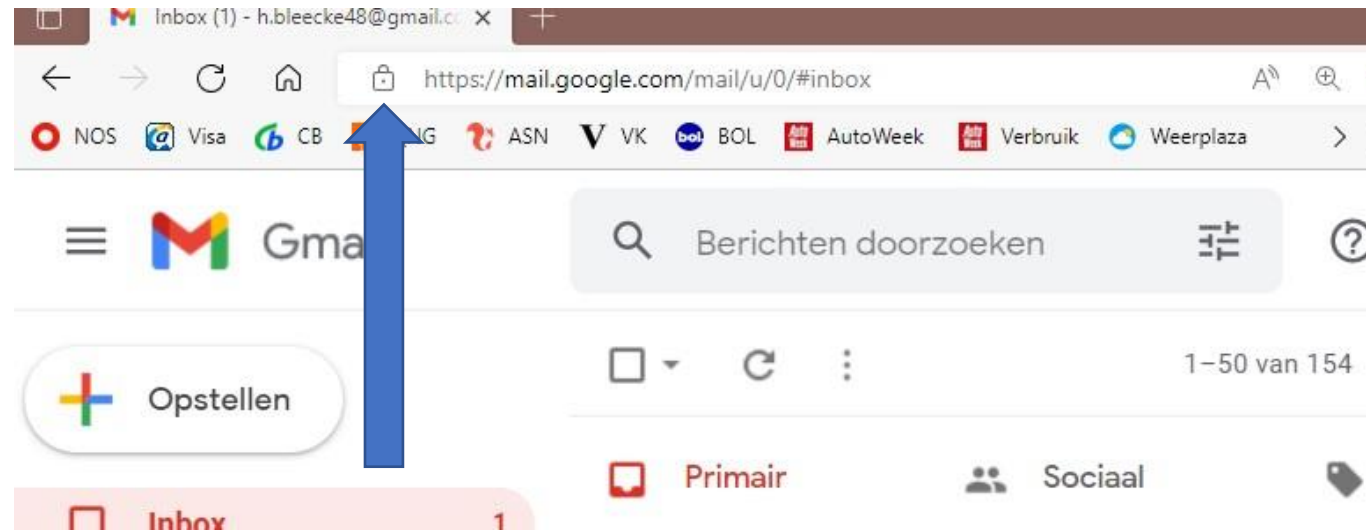 Inbox (1) - h.bleecke48@gmail.c
https://mail.google.com/mail/u/0/#inbox
NOS Visa CB ASN V VK bol BOL AutoWeek Verbruik Weerplaza
Gma Berichten doorzoeken
Opstellen 1–50 van 154
Primair Sociaal
Inbox 1